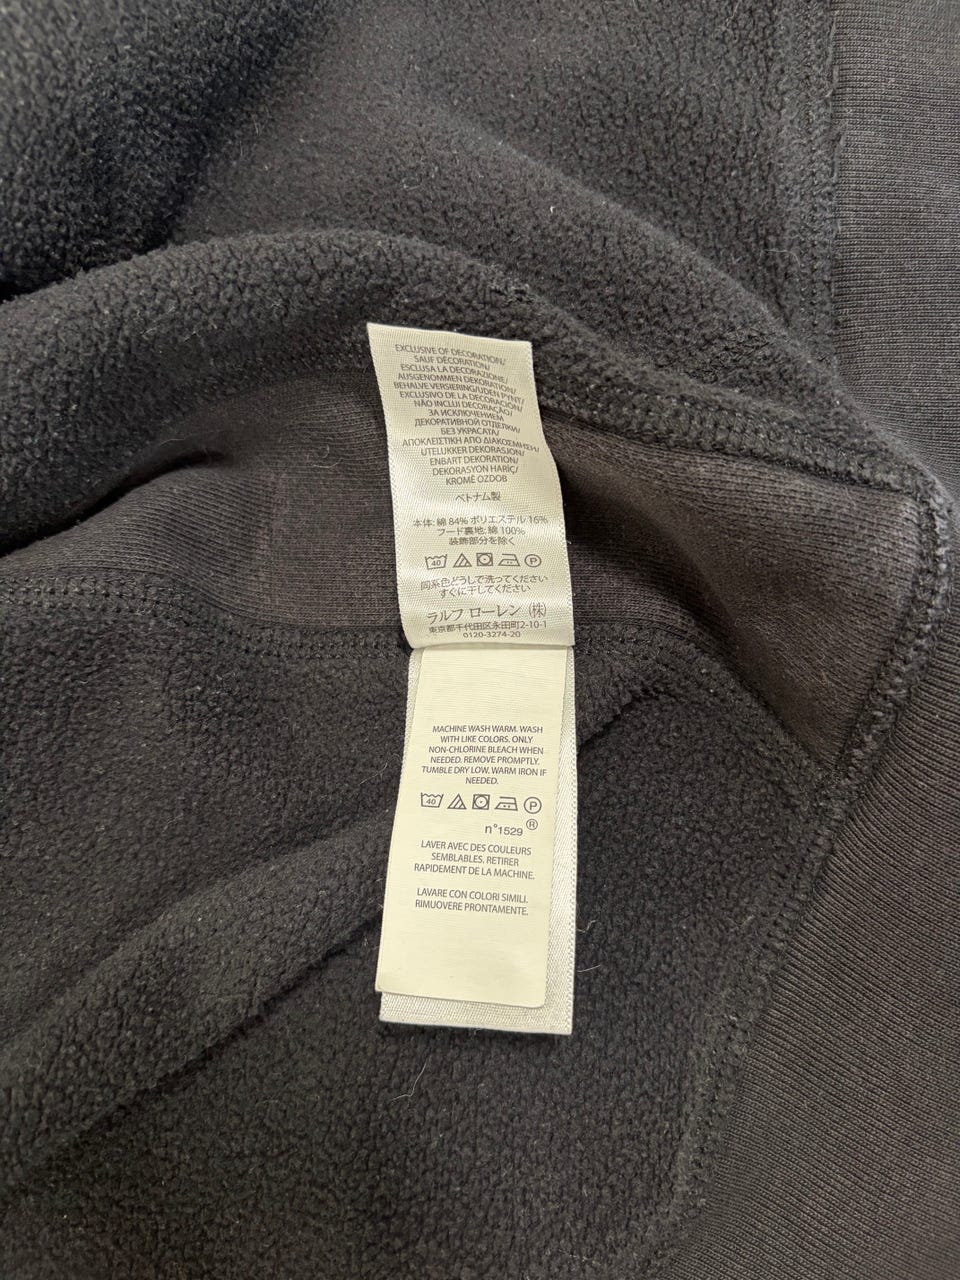 EXCLUSIVE OF DECORATION/
SAUF DÉCORATION/
ESCLUSA LA DECORAZIONE/
AUSGENOMMEN DEKORATION/
BEHALVE VERSIERING/UDEN PYNT/
EXCLUSIVO DE LA DECORACIÓN/
NÃO INCLUI DECORAÇÃO/
ЗА ИСКЛЮЧЕНИЕМ
ДЕКОРАТИВНОЙ ОТДЕЛКИ/
БЕЗ УКРАСАТА/
ΑΠΟΚΛΕΙΣΤΙΚΗ ΑΠΟ ΔΙΑΚΟΣΜΗΣΗ/
UTELUKKER DEKORASJON/
ENBART DEKORATION/
DEKORASYON HARİÇ/
KROMĚ OZDOB
ベトナム製
本体: 綿 84% ポリエステル 16%
フード裏地: 綿 100%
装飾部分を除く
40 P
同系色どうしで洗ってください
すぐに干してください
ラルフ ローレン (株)
東京都千代田区永田町2-10-1
0120-3274-20
MACHINE WASH WARM. WASH
WITH LIKE COLORS. ONLY
NON-CHLORINE BLEACH WHEN
NEEDED. REMOVE PROMPTLY.
TUMBLE DRY LOW. WARM IRON IF
NEEDED.
40 P
n°1529 ®
LAVER AVEC DES COULEURS
SEMBLABLES. RETIRER
RAPIDEMENT DE LA MACHINE.
LAVARE CON COLORI SIMILI.
RIMUOVERE PRONTAMENTE.